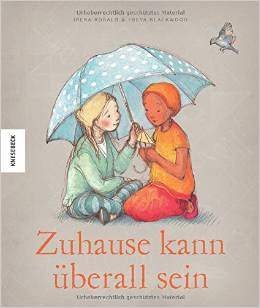 Urheberrechtlich geschütztes Material
IRENA KOBALD & FREYA BLACKWOOD
KNESEBECK
Zuhause kann
überall sein
Urheberrechtlich geschütztes Material